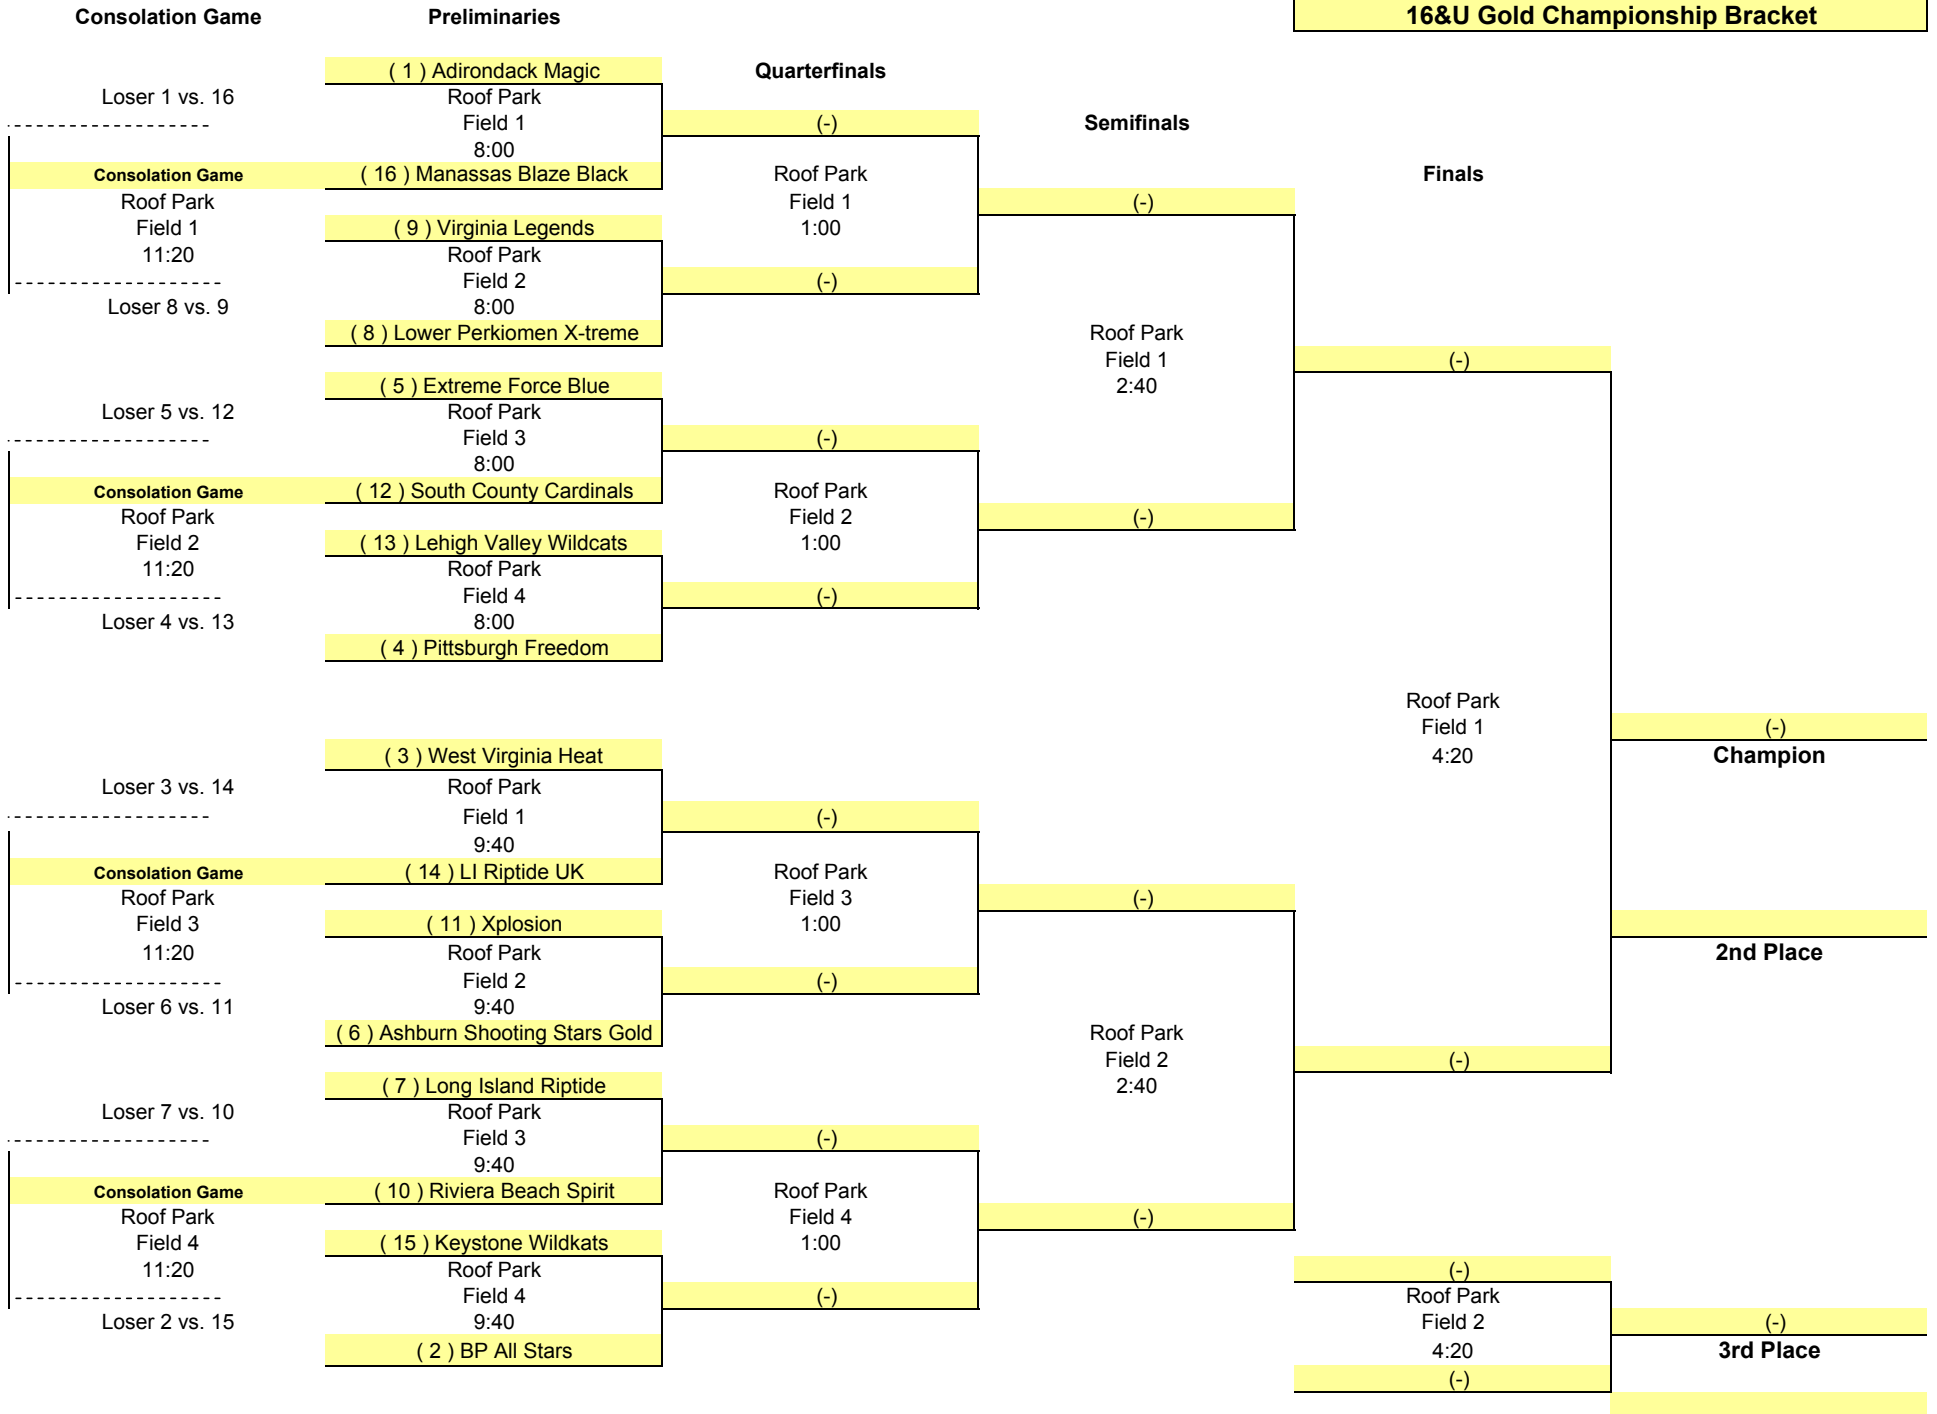 Consolation Game
Preliminaries
16&U Gold Championship Bracket
( 1 ) Adirondack Magic
Quarterfinals
Loser 1 vs. 16
Roof Park
Field 1
(-)
Semifinals
8:00
Consolation Game
( 16 ) Manassas Blaze Black
Roof Park
Finals
Roof Park
Field 1
(-)
Field 1
( 9 ) Virginia Legends
1:00
11:20
Roof Park
Field 2
(-)
Loser 8 vs. 9
8:00
( 8 ) Lower Perkiomen X-treme
Roof Park
Field 1
(-)
( 5 ) Extreme Force Blue
2:40
Loser 5 vs. 12
Roof Park
Field 3
(-)
8:00
Consolation Game
( 12 ) South County Cardinals
Roof Park
Roof Park
Field 2
(-)
Field 2
( 13 ) Lehigh Valley Wildcats
1:00
11:20
Roof Park
Field 4
(-)
Loser 4 vs. 13
8:00
( 4 ) Pittsburgh Freedom
Roof Park
Field 1
(-)
( 3 ) West Virginia Heat
4:20
Champion
Loser 3 vs. 14
Roof Park
Field 1
(-)
9:40
Consolation Game
( 14 ) LI Riptide UK
Roof Park
Roof Park
Field 3
(-)
Field 3
( 11 ) Xplosion
1:00
11:20
Roof Park
2nd Place
Field 2
(-)
Loser 6 vs. 11
9:40
( 6 ) Ashburn Shooting Stars Gold
Roof Park
Field 2
(-)
( 7 ) Long Island Riptide
2:40
Loser 7 vs. 10
Roof Park
Field 3
(-)
9:40
Consolation Game
( 10 ) Riviera Beach Spirit
Roof Park
Roof Park
Field 4
(-)
Field 4
( 15 ) Keystone Wildkats
1:00
11:20
Roof Park
(-)
Field 4
(-)
Roof Park
Loser 2 vs. 15
9:40
Field 2
(-)
( 2 ) BP All Stars
4:20
3rd Place
(-)